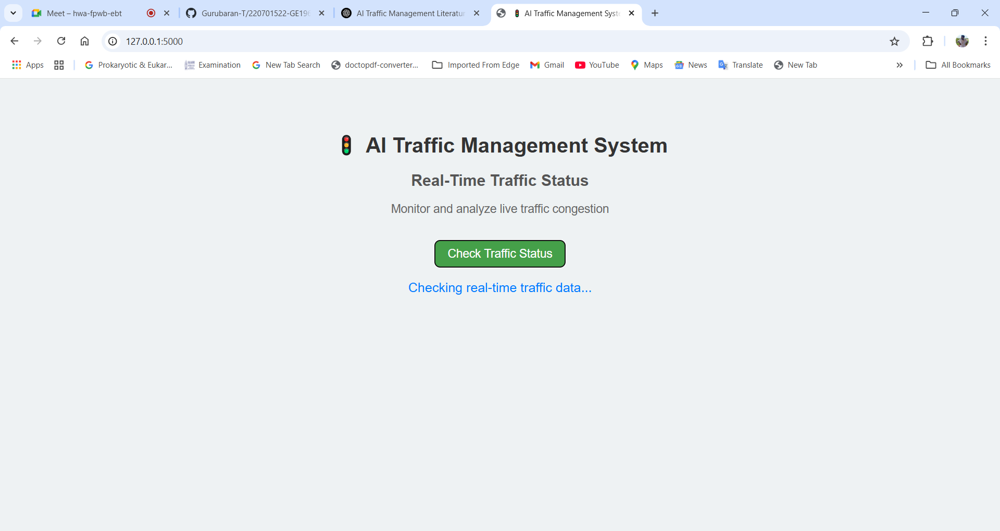 Meet – hwa-fpwb-ebt
Gurubaran-T/220701522-GE19
AI Traffic Management Literatu
AI Traffic Management Syst
127.0.0.1:5000
Apps
Prokaryotic & Eukar...
Examination
New Tab Search
doctopdf-converter...
Imported From Edge
Gmail
YouTube
Maps
News
Translate
New Tab
All Bookmarks
AI Traffic Management System
Real-Time Traffic Status
Monitor and analyze live traffic congestion
Check Traffic Status
Checking real-time traffic data...